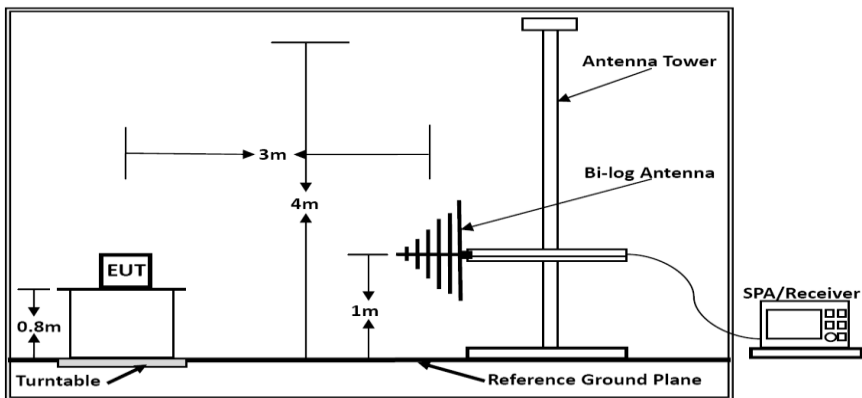 Antenna Tower
3m
Bi-log Antenna
4m
EUT
SPA/Receiver
0.8m
1m
Turntable
Reference Ground Plane